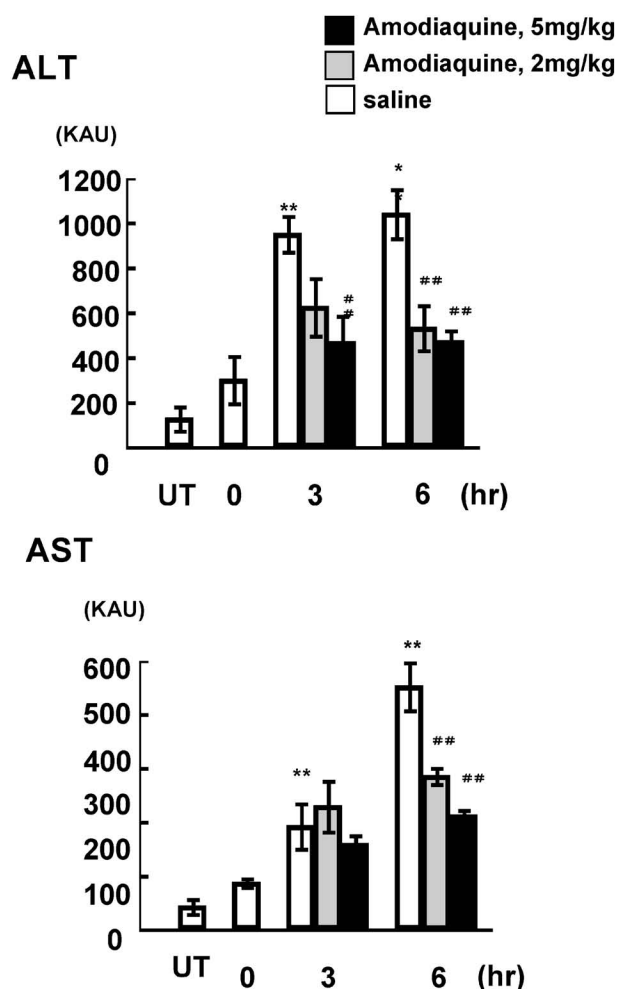 Amodiaquine, 5mg/kg
Amodiaquine, 2mg/kg
saline
ALT
(KAU)
1200
1000
800
600
400
200
0
**
#
#
*
*
##
##
UT 0 3 6 (hr)
AST
(KAU)
600
500
400
300
200
100
0
**
**
##
##
UT 0 3 6 (hr)